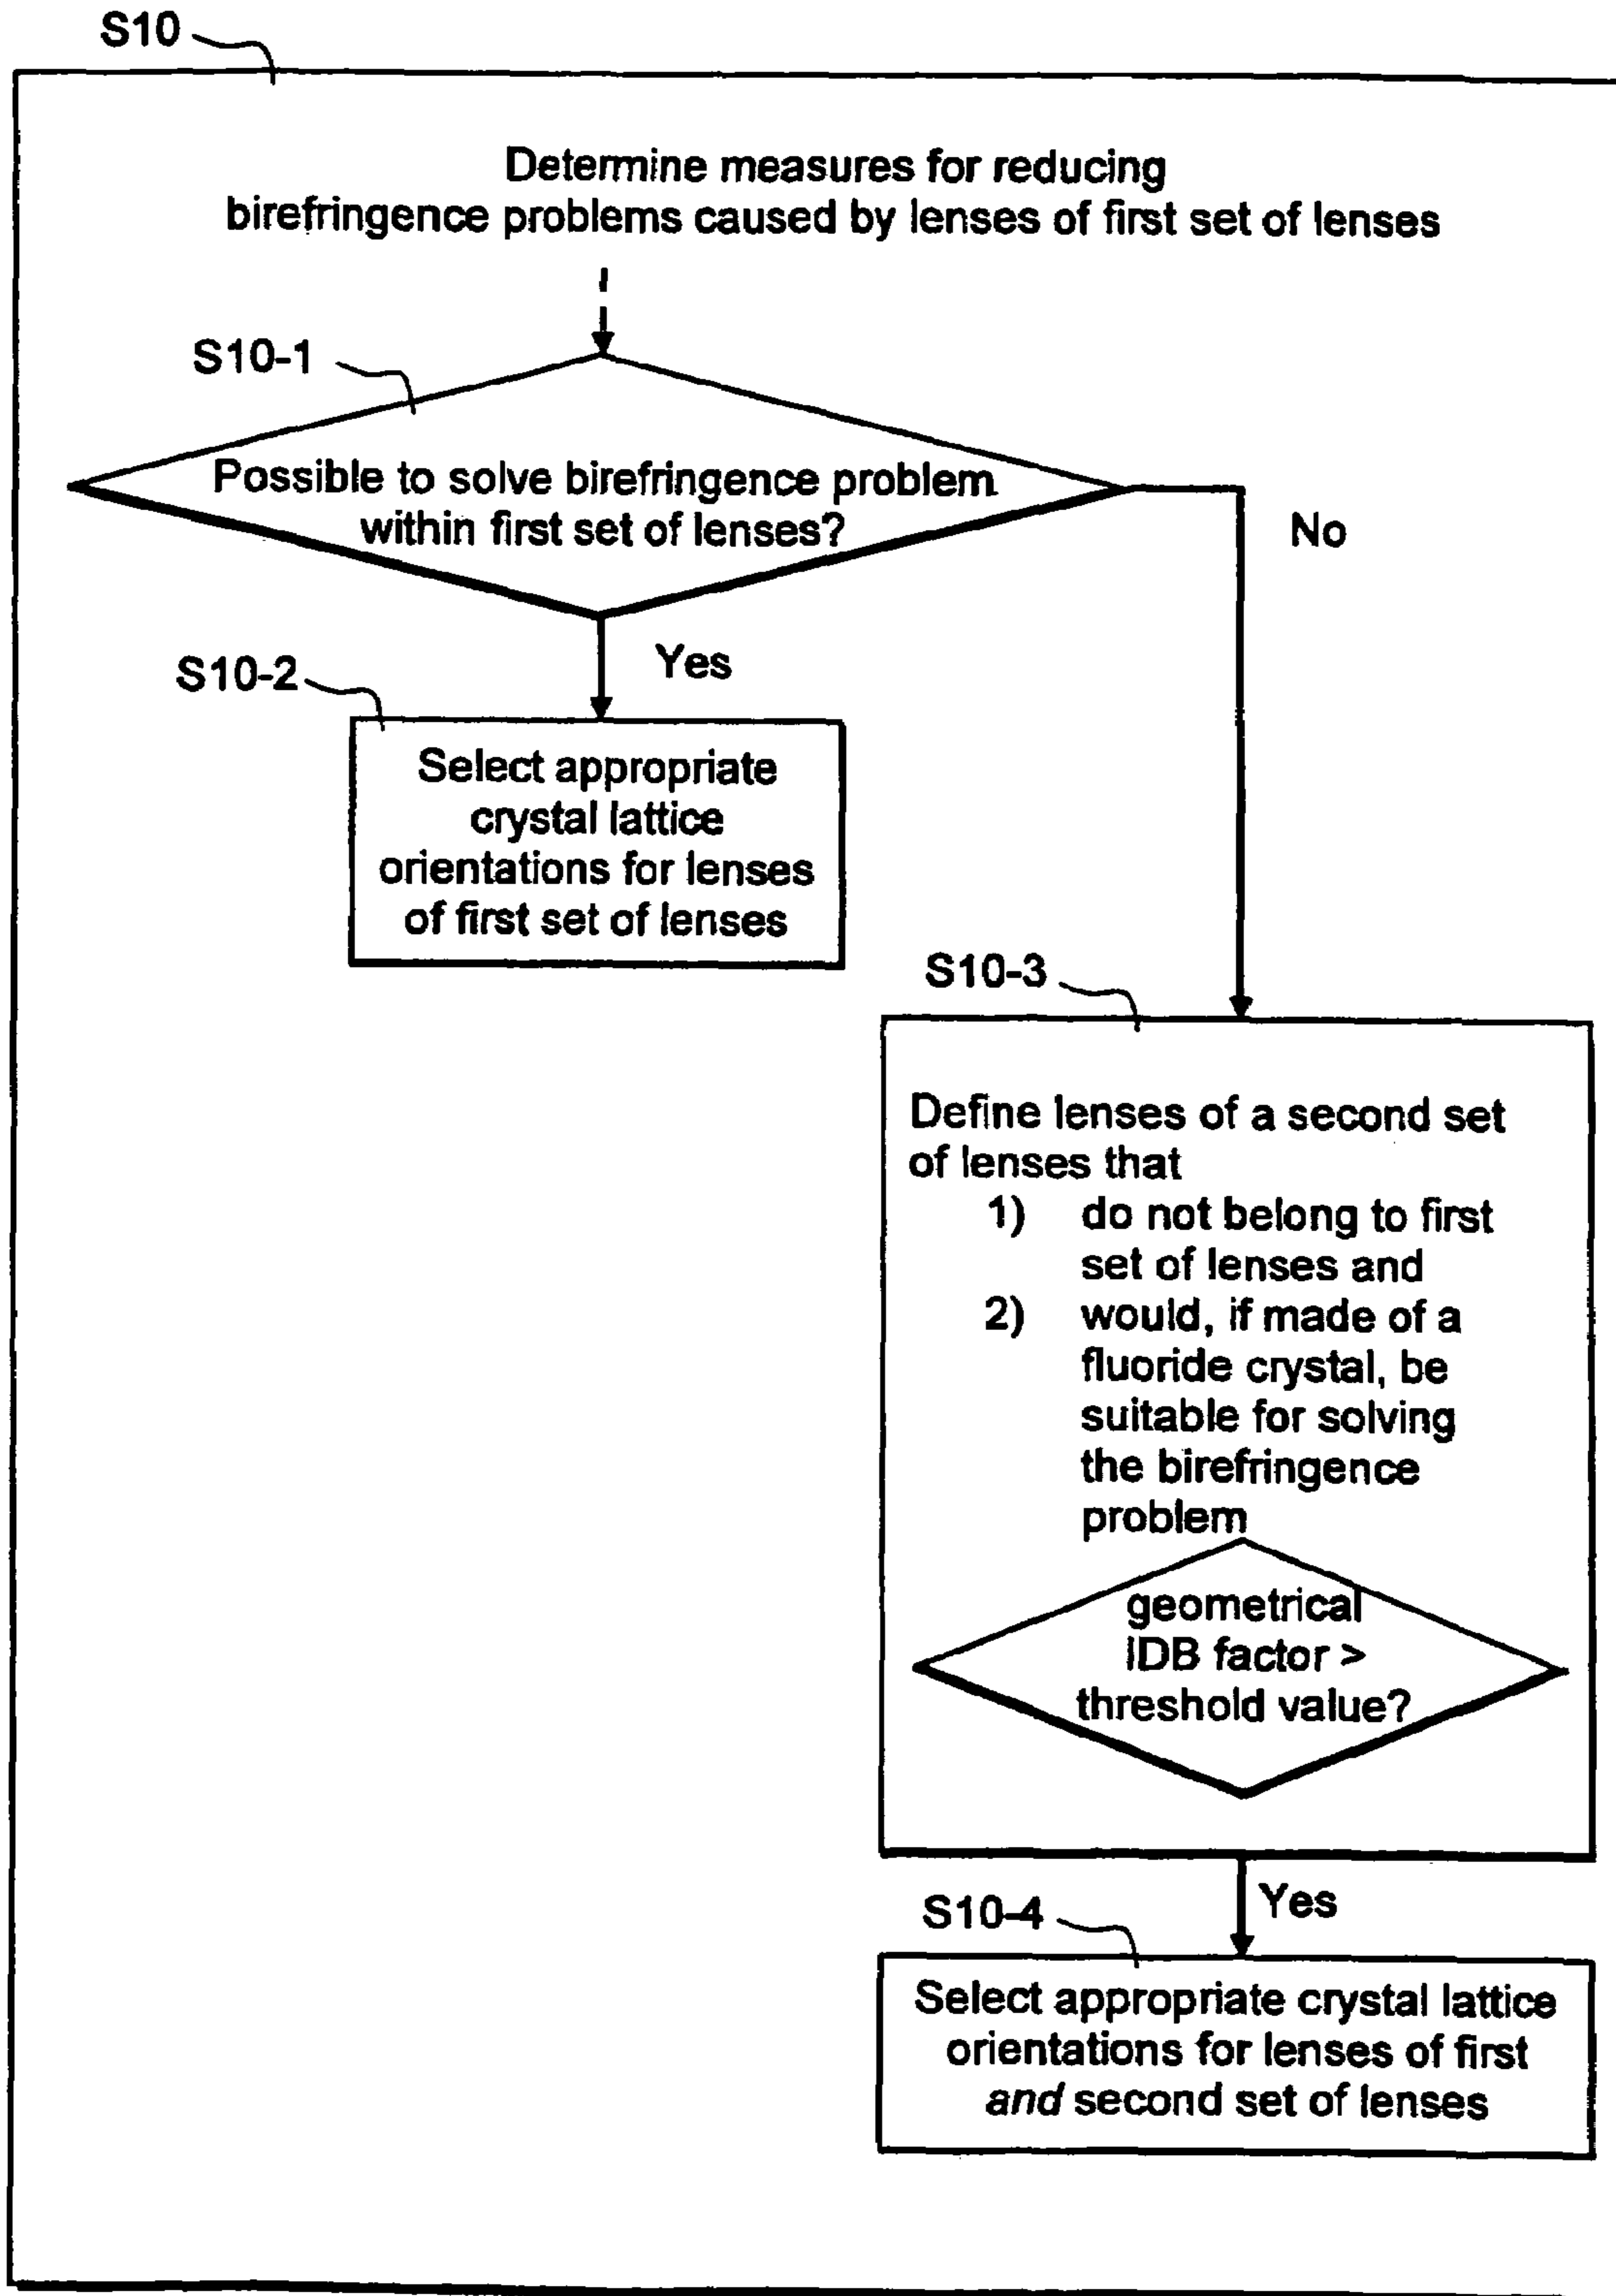 S10
Determine measures for reducing
birefringence problems caused by lenses of first set of lenses
S10-1
Possible to solve birefringence problem
within first set of lenses?
No
Yes
S10-2
Select appropriate
crystal lattice
orientations for lenses
of first set of lenses
S10-3
Define lenses of a second set
of lenses that
1) do not belong to first
set of lenses and
2) would, if made of a
fluoride crystal, be
suitable for solving
the birefringence
problem
geometrical
IDB factor >
threshold value?
Yes
S10-4
Select appropriate crystal lattice
orientations for lenses of first
and second set of lenses